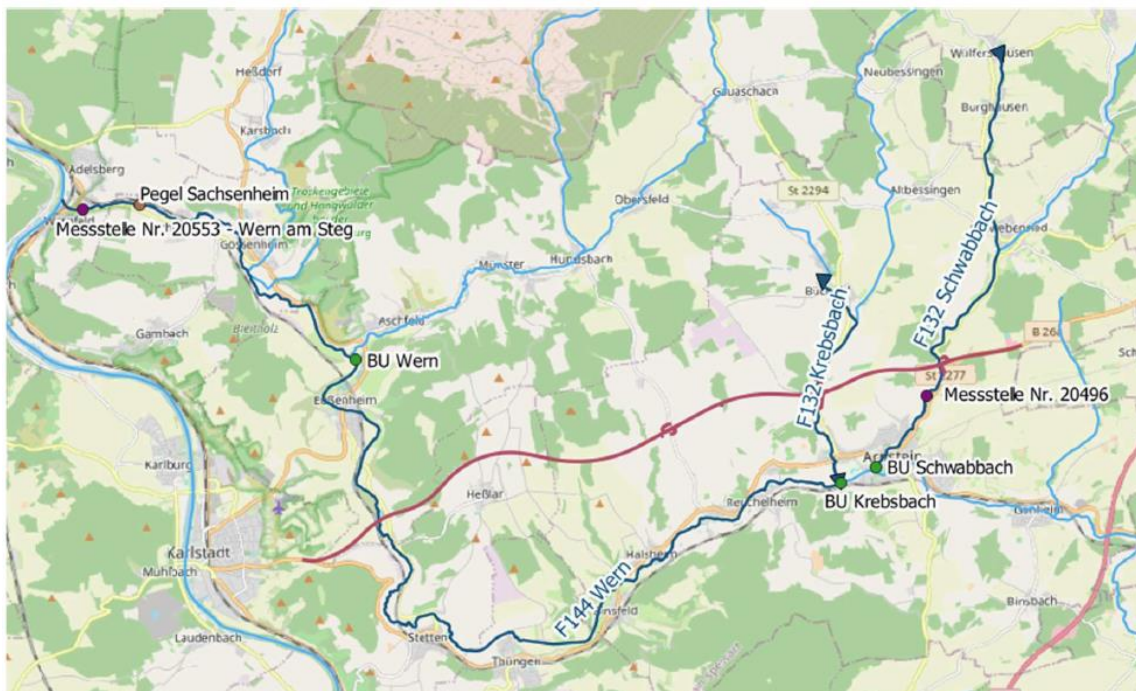 Heßdorf
Karsbach
Adelsberg
Pegel Sachsenheim
Messstelle Nr. 20553 - Wern am Steg
Trockengebiete
Gössenheim
Gauaschach
Neubessingen
Wülfershausen
Burghausen
St 2294
Altbessingen
Obersfeld
Hundsbach
Münster
Aschfeld
Gambach
BU Wern
Eußenheim
F132 Krebsbach
F132 Schwabbach
B 26
St 2277
Messstelle Nr. 20496
Arnstein
BU Schwabbach
BU Krebsbach
Reuchelheim
Gänheim
Karlburg
Heßlar
Karlstadt
Mühlbach
Laudenbach
Halsheim
F144 Wern
Stetten
Thüngen
Binsbach